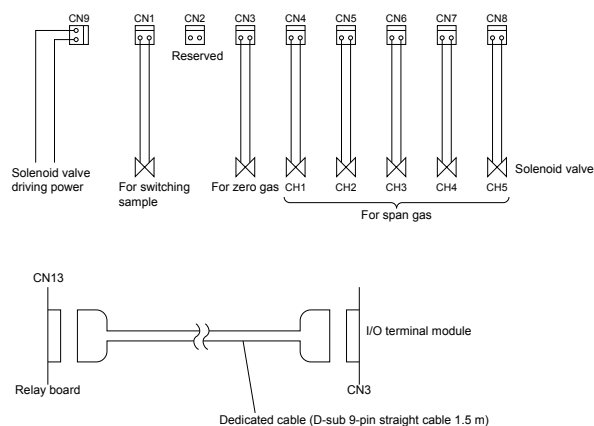 CN9 CN1 CN2 CN3 CN4 CN5 CN6 CN7 CN8
Reserved
Solenoid valve
driving power
For switching
sample
For zero gas
CH1 CH2 CH3 CH4 CH5
Solenoid valve
For span gas
CN13
I/O terminal module
Relay board
CN3
Dedicated cable (D-sub 9-pin straight cable 1.5 m)